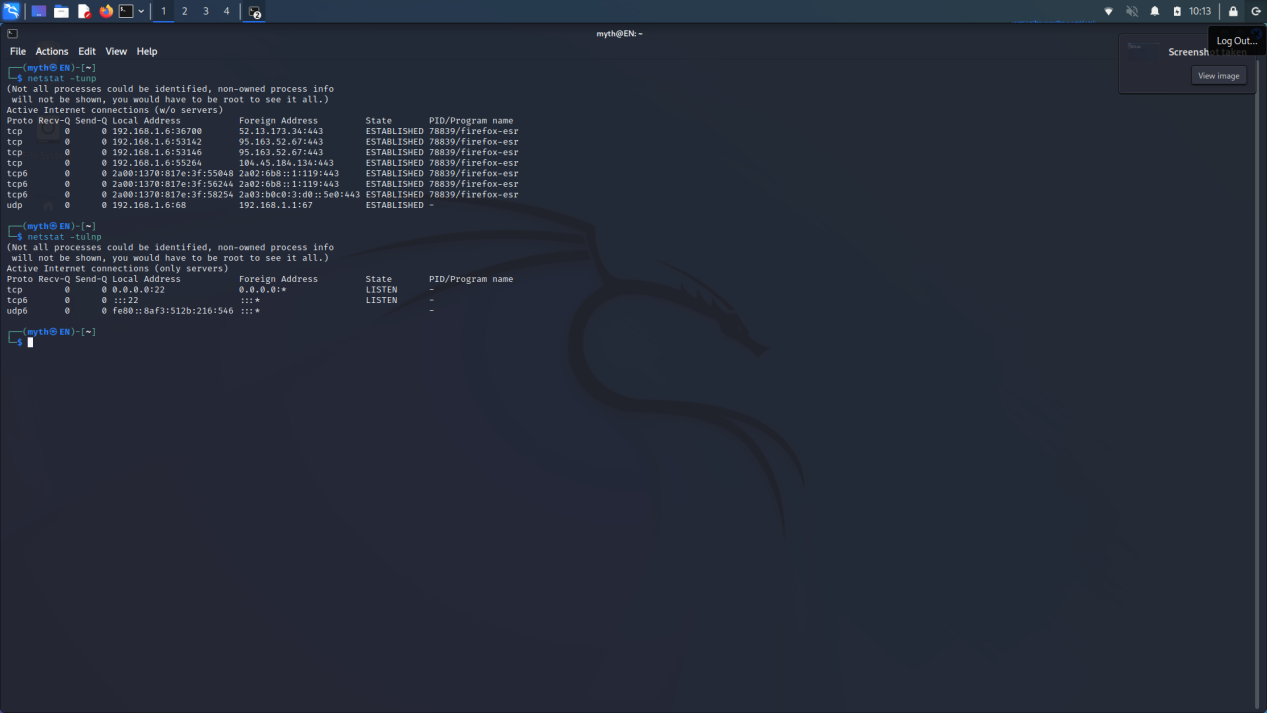 1 2 3 4 2 10:13
myth@EN: ~
File Actions Edit View Help
Log Out...
Screenshot taken
View image
┌──(myth㉿EN)-[~]
└─$ netstat -tunp
(Not all processes could be identified, non-owned process info
will not be shown, you would have to be root to see it all.)
Active Internet connections (w/o servers)
Proto Recv-Q Send-Q Local Address Foreign Address State PID/Program name
tcp 0 0 192.168.1.6:36700 52.13.173.34:443 ESTABLISHED 78839/firefox-esr
tcp 0 0 192.168.1.6:53142 95.163.52.67:443 ESTABLISHED 78839/firefox-esr
tcp 0 0 192.168.1.6:53146 95.163.52.67:443 ESTABLISHED 78839/firefox-esr
tcp 0 0 192.168.1.6:55264 104.45.184.134:443 ESTABLISHED 78839/firefox-esr
tcp6 0 0 2a00:1370:817e:3f:55048 2a02:6b8::1:119:443 ESTABLISHED 78839/firefox-esr
tcp6 0 0 2a00:1370:817e:3f:56244 2a02:6b8::1:119:443 ESTABLISHED 78839/firefox-esr
tcp6 0 0 2a00:1370:817e:3f:58254 2a03:b0c0:3:d0::5e0:443 ESTABLISHED 78839/firefox-esr
udp 0 0 192.168.1.6:68 192.168.1.1:67 ESTABLISHED -
┌──(myth㉿EN)-[~]
└─$ netstat -tulnp
(Not all processes could be identified, non-owned process info
will not be shown, you would have to be root to see it all.)
Active Internet connections (only servers)
Proto Recv-Q Send-Q Local Address Foreign Address State PID/Program name
tcp 0 0 0.0.0.0:22 0.0.0.0:* LISTEN -
tcp6 0 0 :::22 :::* LISTEN -
udp6 0 0 fe80::8af3:512b:216:546 :::* -
┌──(myth㉿EN)-[~]
└─$